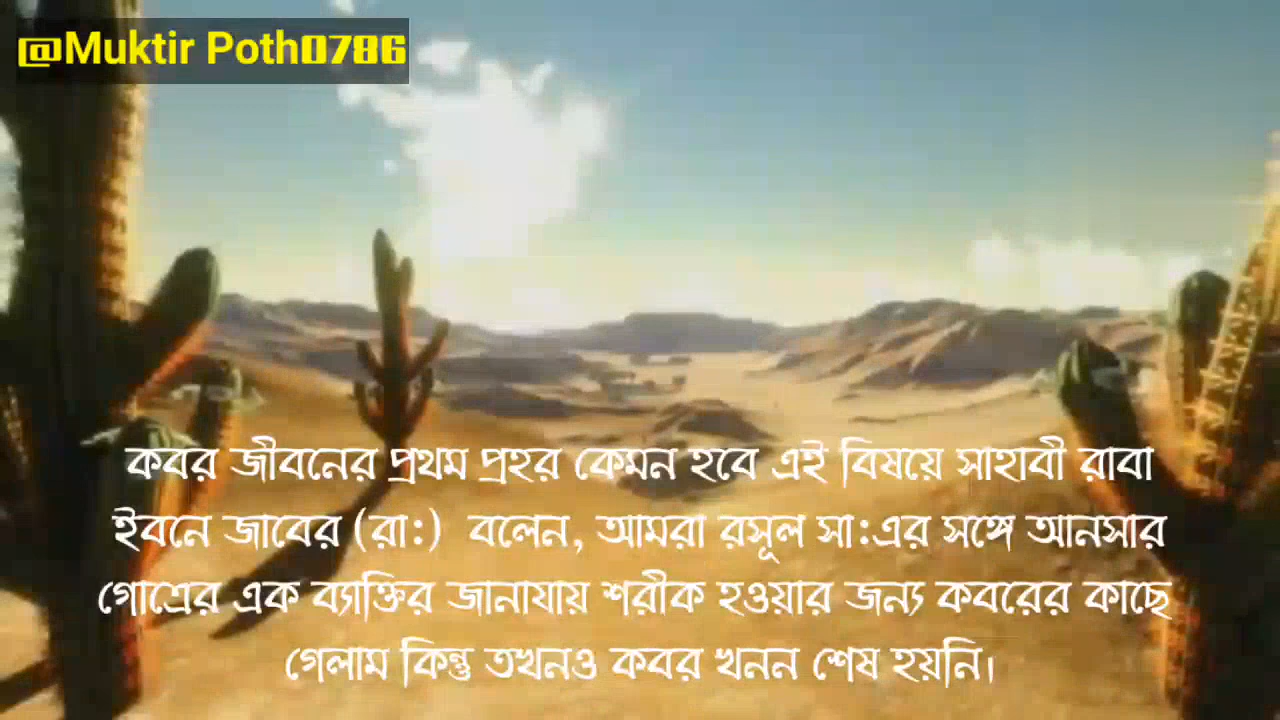 @Muktir Poth0786
কবর জীবনের প্রথম প্রহর কেমন হবে এই বিষয়ে সাহাবী রাবা
ইবনে জাবের (রা:) বলেন, আমরা রসূল সা:এর সঙ্গে আনসার
গোত্রের এক ব্যাক্তির জানাযায় শরীক হওয়ার জন্য কবরের কাছে
গেলাম কিন্তু তখনও কবর খনন শেষ হয়নি।